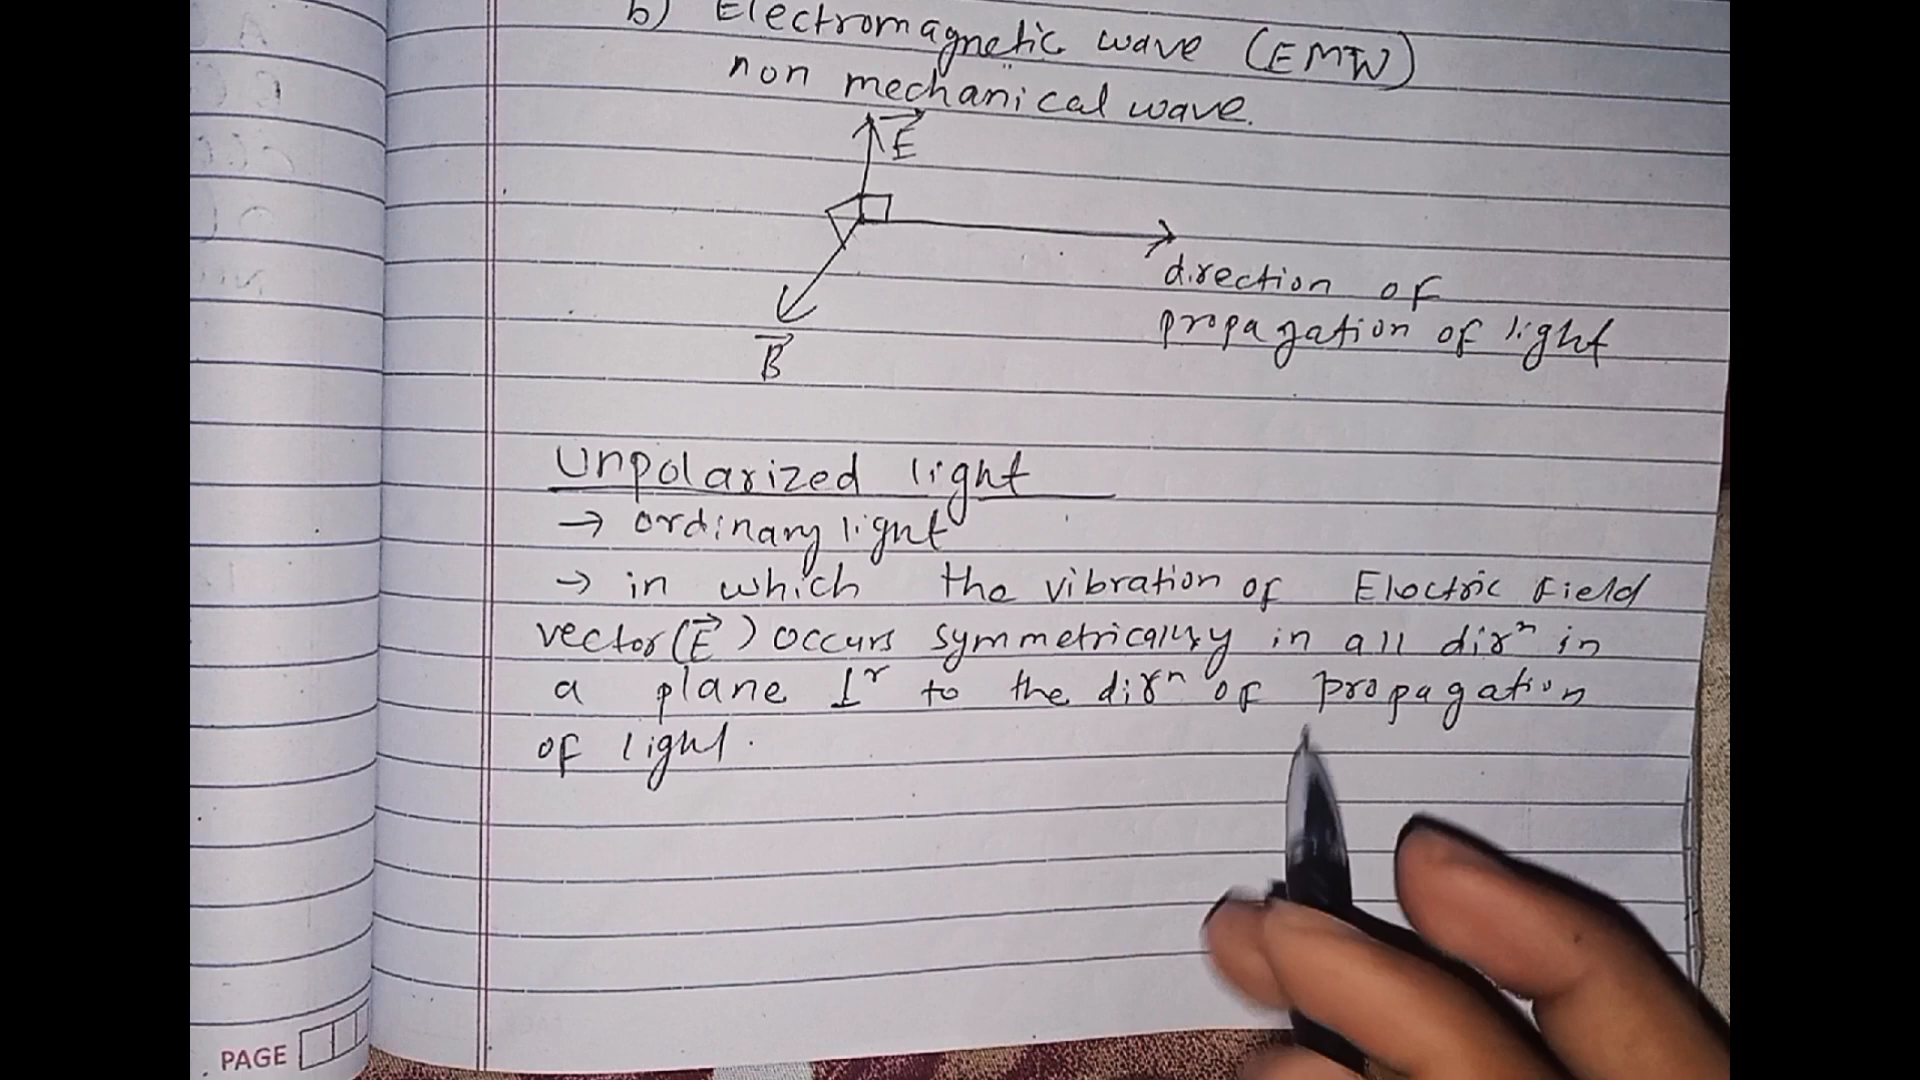 b) Electromagnetic wave (EMW)
non mechanical wave.
E
direction of
propagation of light
B
Unpolarized light
→ ordinary light
→ in which the vibration of Electric Field
vector (E) occurs symmetrically in all dirⁿ in
a plane ⊥ʳ to the dirⁿ of propagation
of light.
PAGE